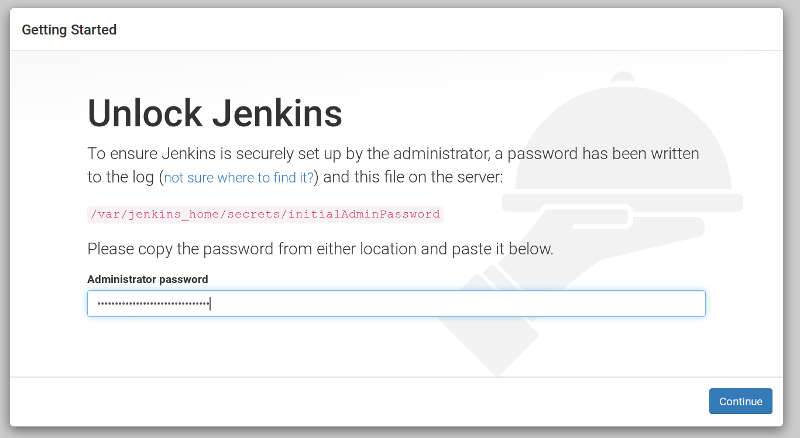 Getting Started
Unlock Jenkins
To ensure Jenkins is securely set up by the administrator, a password has been written
to the log (not sure where to find it?) and this file on the server:
/var/jenkins_home/secrets/initialAdminPassword
Please copy the password from either location and paste it below.
Administrator password
Continue